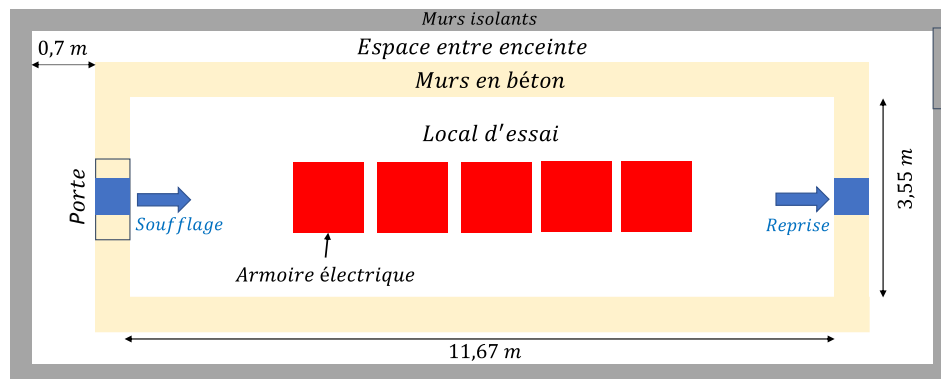 Murs isolants
0,7 m
Espace entre enceinte
Murs en béton
Local d'essai
Porte
3,55 m
Soufflage
Reprise
Armoire électrique
11,67 m